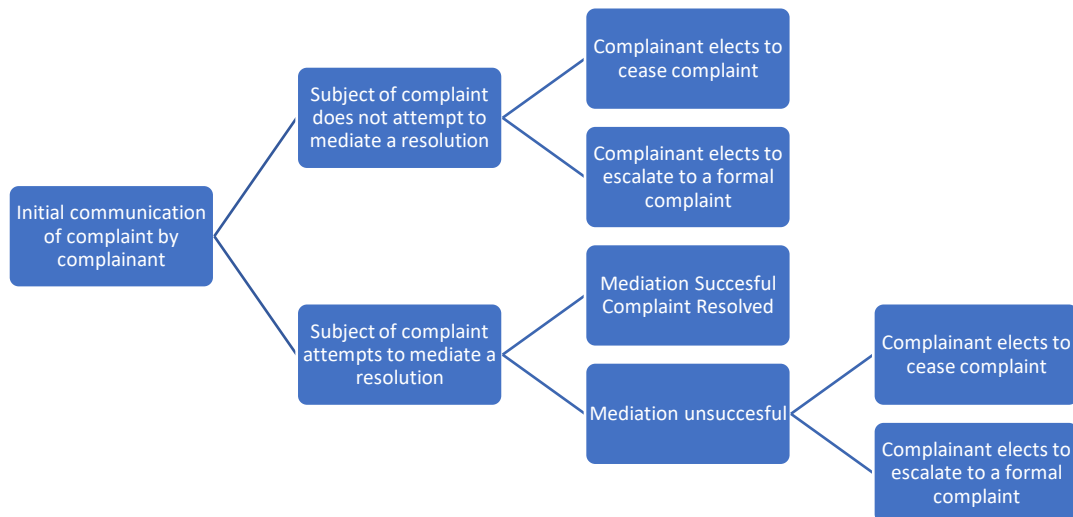 Initial communication
of complaint by
complainant
Subject of complaint
does not attempt to
mediate a resolution
Complainant elects to
cease complaint
Complainant elects to
escalate to a formal
complaint
Subject of complaint
attempts to mediate a
resolution
Mediation Succesful
Complaint Resolved
Mediation unsuccesful
Complainant elects to
cease complaint
Complainant elects to
escalate to a formal
complaint